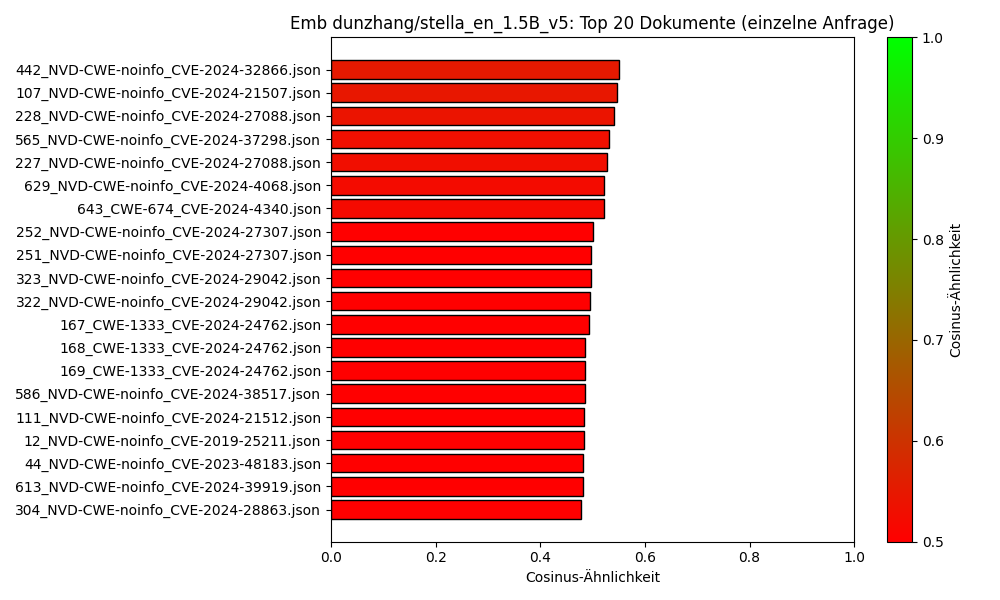 Emb dunzhang/stella_en_1.5B_v5: Top 20 Dokumente (einzelne Anfrage)
442_NVD-CWE-noinfo_CVE-2024-32866.json
107_NVD-CWE-noinfo_CVE-2024-21507.json
228_NVD-CWE-noinfo_CVE-2024-27088.json
565_NVD-CWE-noinfo_CVE-2024-37298.json
227_NVD-CWE-noinfo_CVE-2024-27088.json
629_NVD-CWE-noinfo_CVE-2024-4068.json
643_CWE-674_CVE-2024-4340.json
252_NVD-CWE-noinfo_CVE-2024-27307.json
251_NVD-CWE-noinfo_CVE-2024-27307.json
323_NVD-CWE-noinfo_CVE-2024-29042.json
322_NVD-CWE-noinfo_CVE-2024-29042.json
167_CWE-1333_CVE-2024-24762.json
168_CWE-1333_CVE-2024-24762.json
169_CWE-1333_CVE-2024-24762.json
586_NVD-CWE-noinfo_CVE-2024-38517.json
111_NVD-CWE-noinfo_CVE-2024-21512.json
12_NVD-CWE-noinfo_CVE-2019-25211.json
44_NVD-CWE-noinfo_CVE-2023-48183.json
613_NVD-CWE-noinfo_CVE-2024-39919.json
304_NVD-CWE-noinfo_CVE-2024-28863.json
0.0 0.2 0.4 0.6 0.8 1.0
Cosinus-Ähnlichkeit
1.0
0.9
0.8
0.7
0.6
0.5
Cosinus-Ähnlichkeit